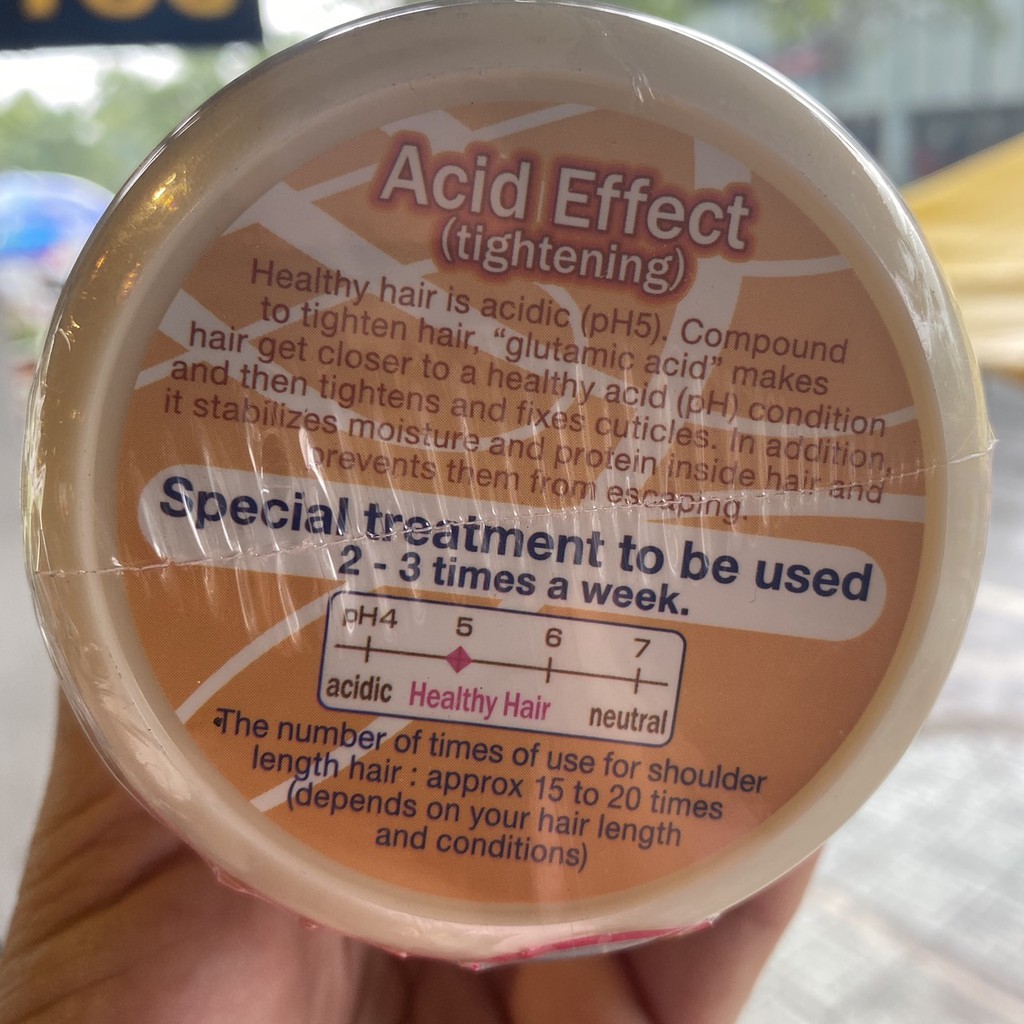 Acid Effect
(tightening)
Healthy hair is acidic (pH5). Compound
to tighten hair, “glutamic acid” makes
hair get closer to a healthy acid (pH) condition
and then tightens and fixes cuticles. In addition,
it stabilizes moisture and protein inside hair and
prevents them from escaping.
Special treatment to be used
2 - 3 times a week.
pH4 5 6 7
acidic Healthy Hair neutral
•The number of times of use for shoulder
length hair : approx 15 to 20 times
(depends on your hair length
and conditions)